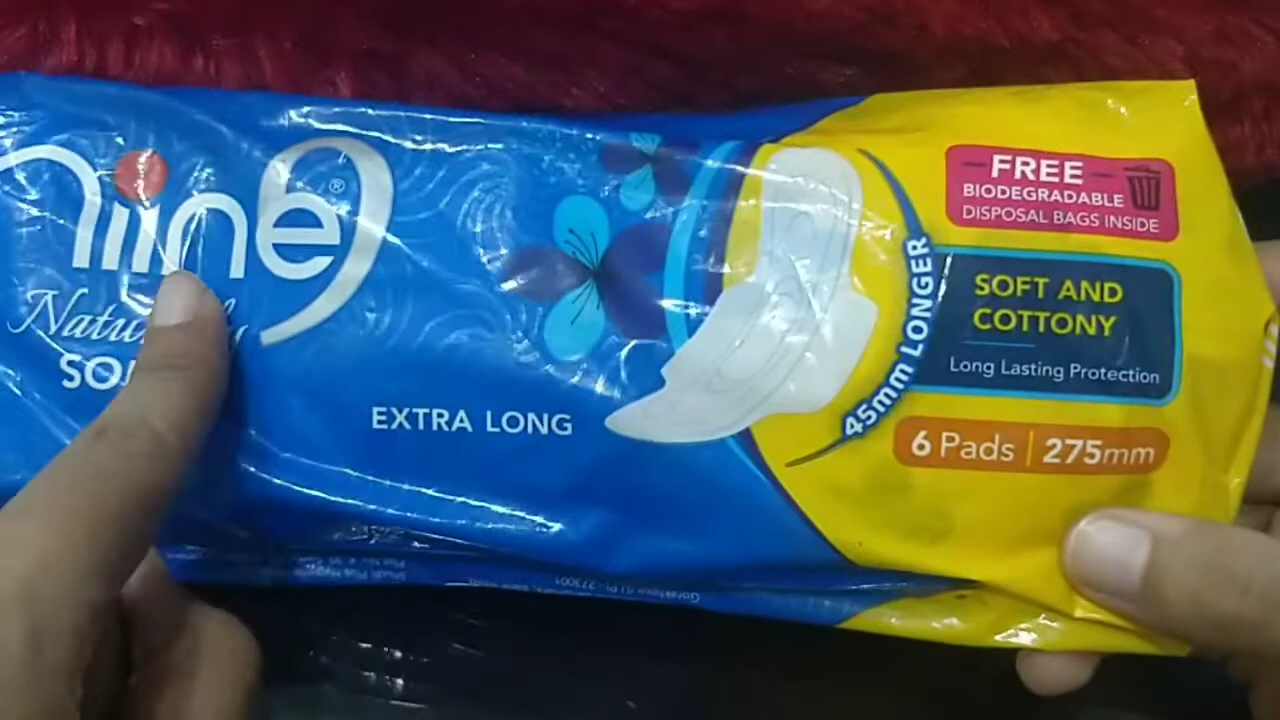 niine
®
SO
EXTRA LONG
45mm LONGER
FREE
BIODEGRADABLE
DISPOSAL BAGS INSIDE
SOFT AND
COTTONY
Long Lasting Protection
6 Pads | 275mm